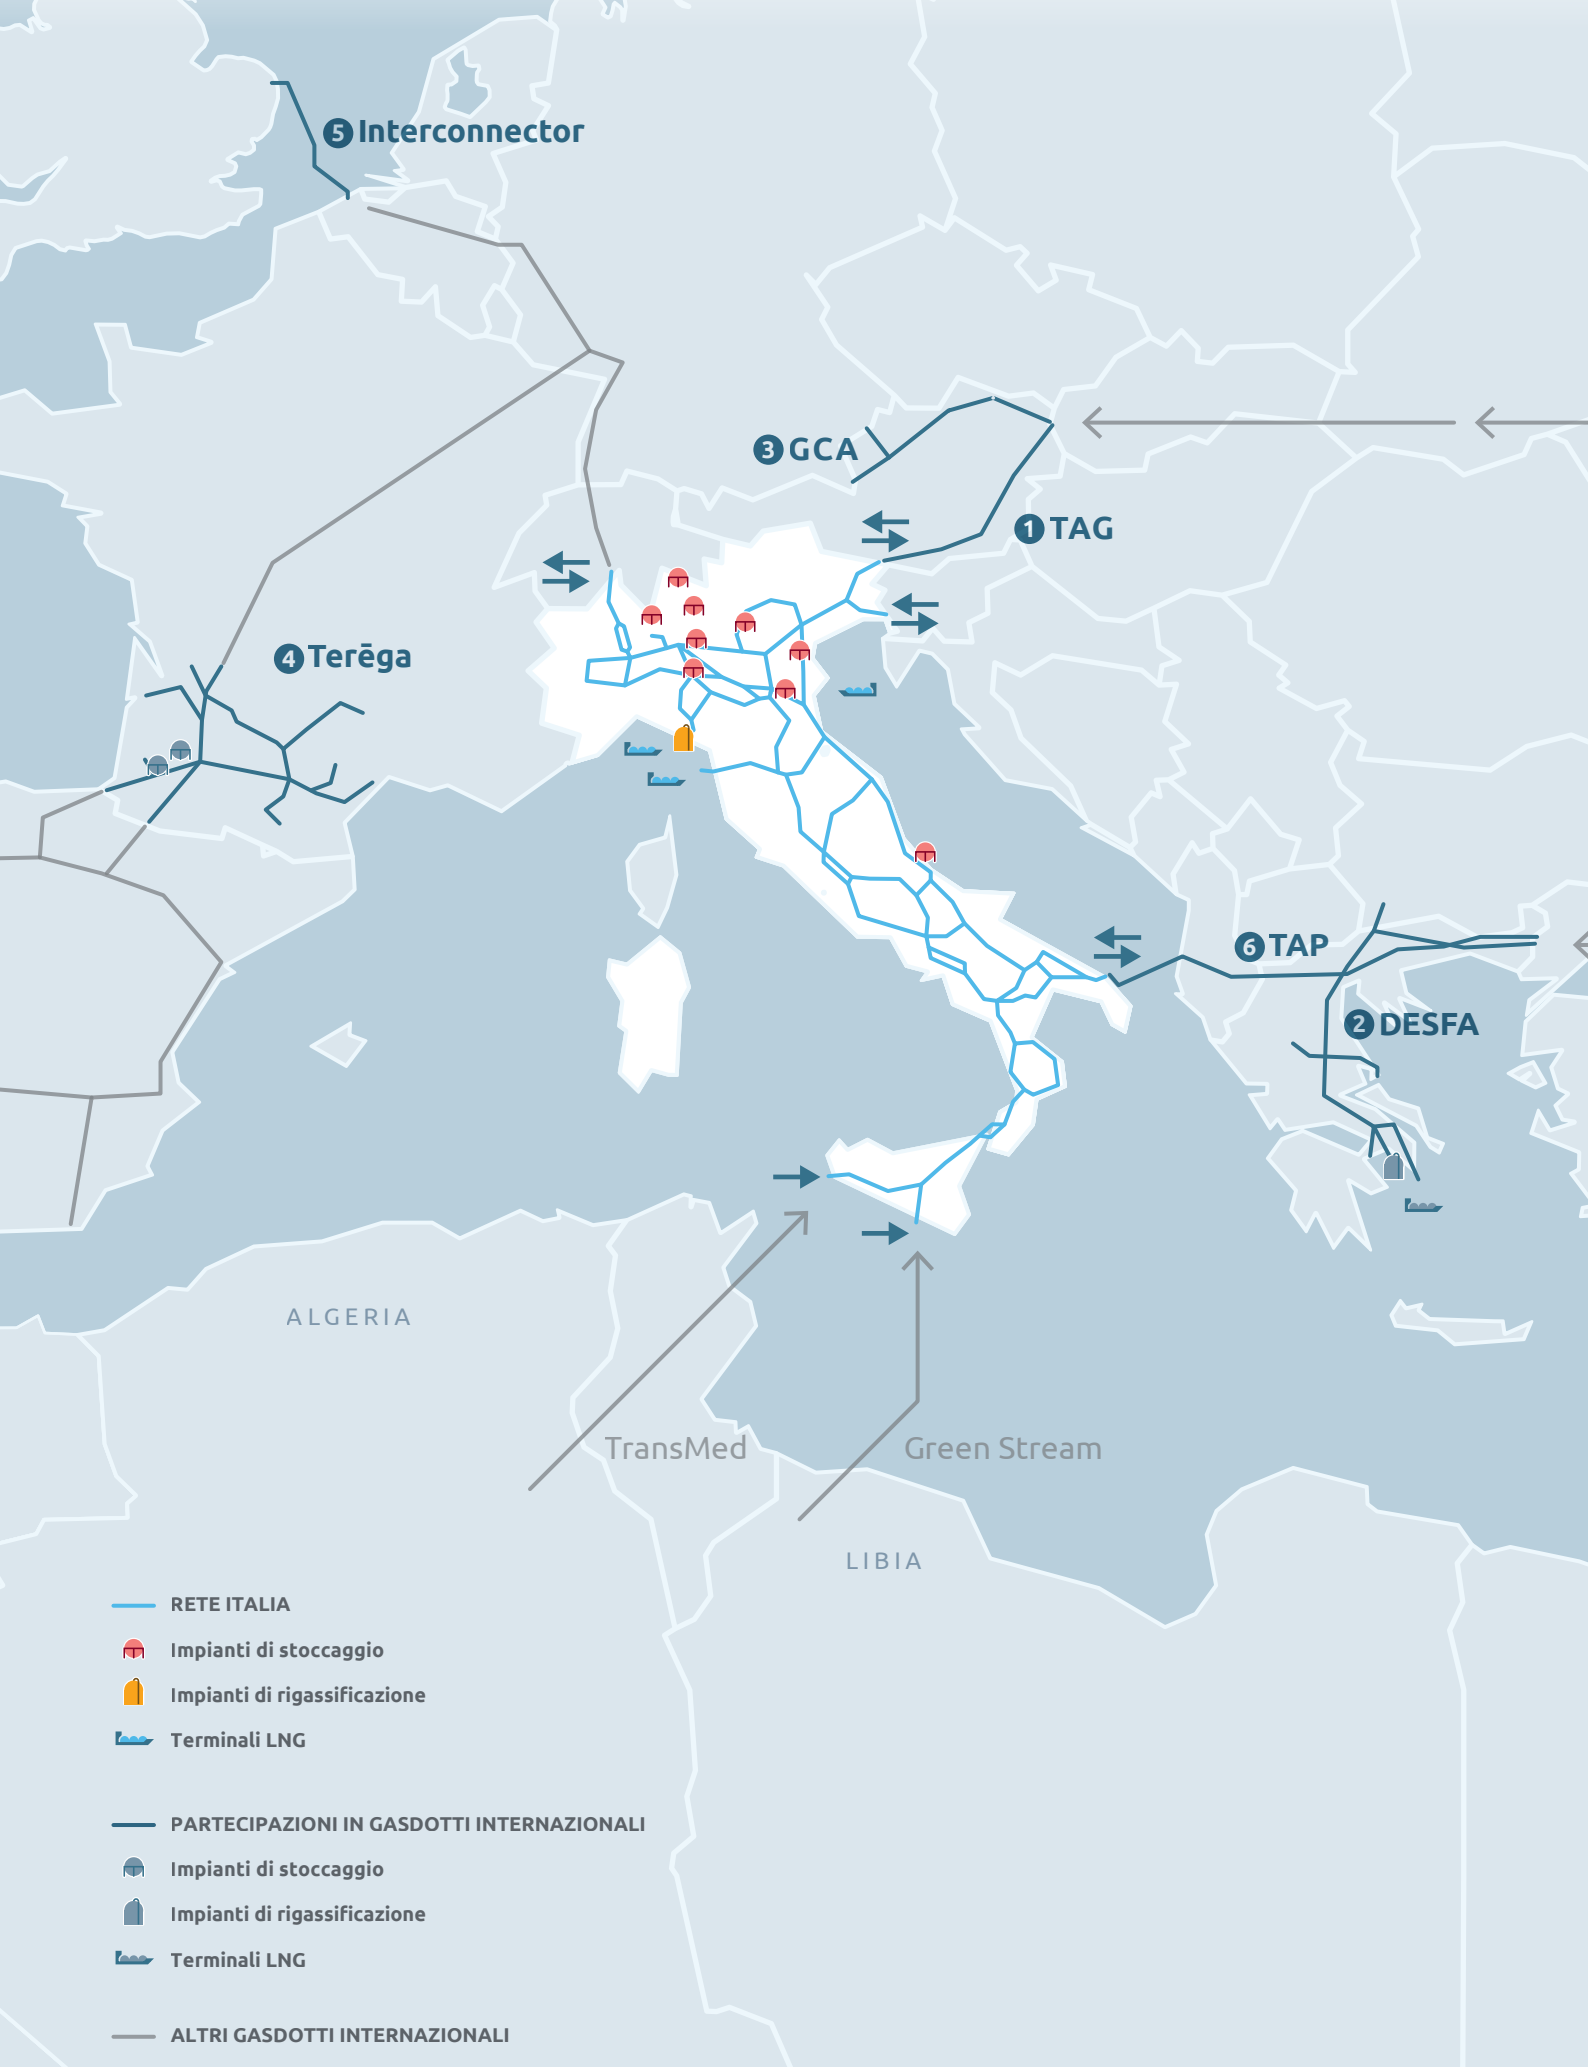 5 Interconnector
3 GCA
1 TAG
4 Terēga
6 TAP
2 DESFA
ALGERIA
TransMed
Green Stream
LIBIA
RETE ITALIA
Impianti di stoccaggio
Impianti di rigassificazione
Terminali LNG
PARTECIPAZIONI IN GASDOTTI INTERNAZIONALI
Impianti di stoccaggio
Impianti di rigassificazione
Terminali LNG
ALTRI GASDOTTI INTERNAZIONALI